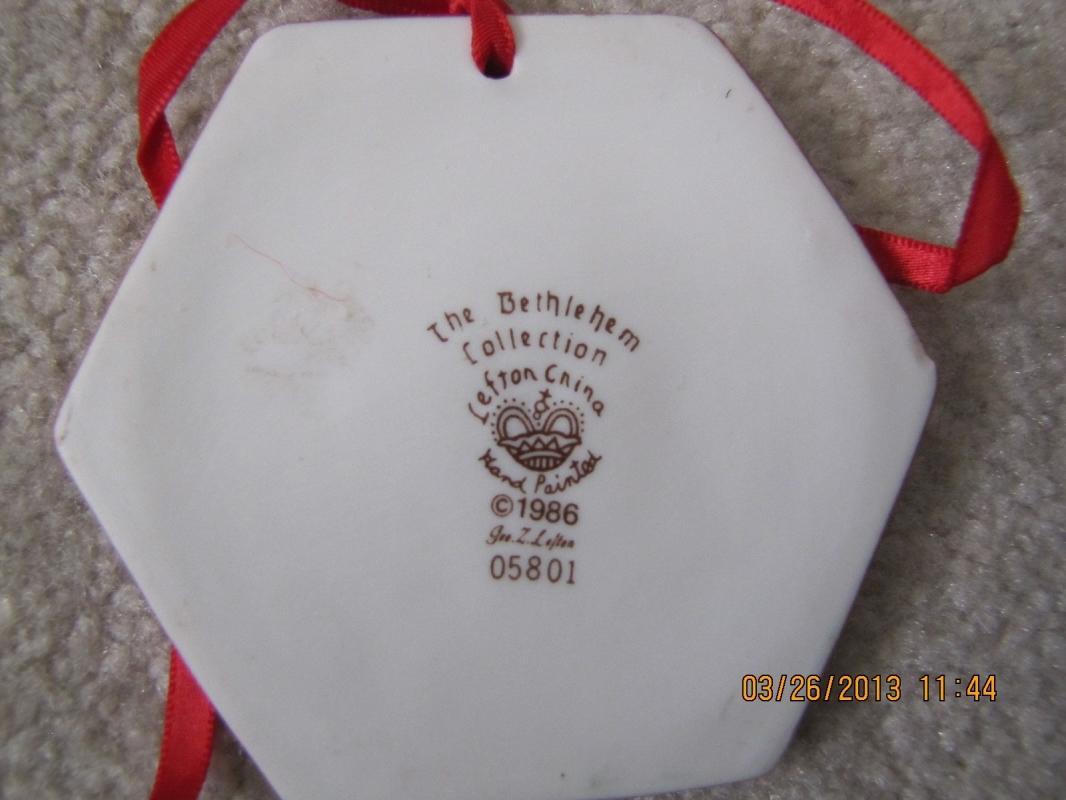 The Bethlehem
Collection
Lefton China
Hand Painted
©1986
Geo. Z. Lefton
05801
03/26/2013 11:44